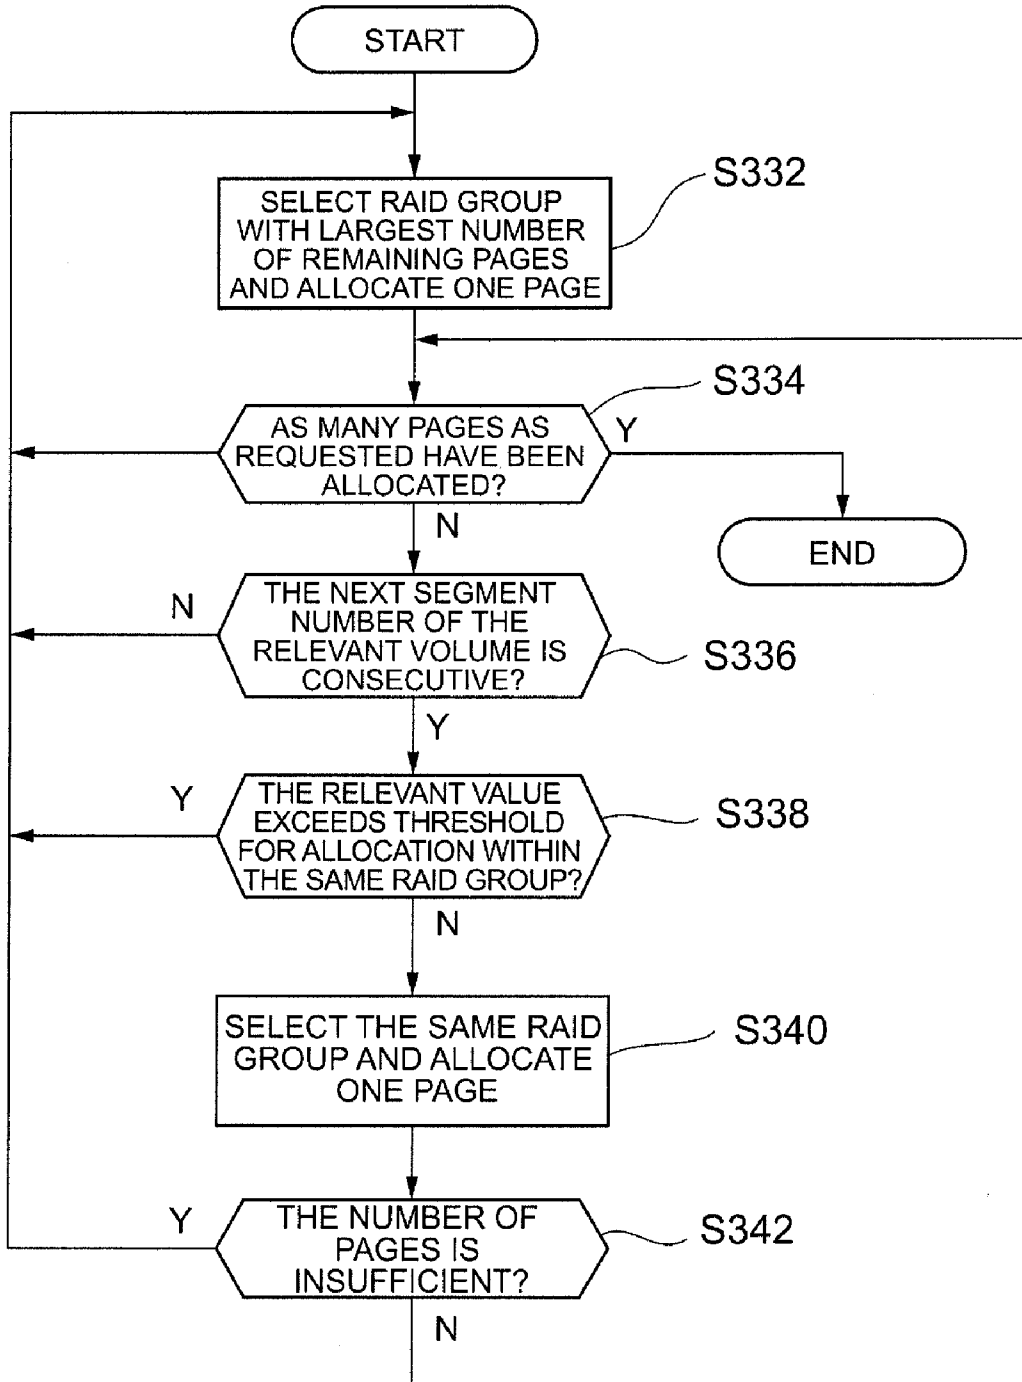 START
S332
SELECT RAID GROUP
WITH LARGEST NUMBER
OF REMAINING PAGES
AND ALLOCATE ONE PAGE
S334
AS MANY PAGES AS
REQUESTED HAVE BEEN
ALLOCATED?
Y
N
END
THE NEXT SEGMENT
NUMBER OF THE
RELEVANT VOLUME IS
CONSECUTIVE?
N
S336
Y
THE RELEVANT VALUE
EXCEEDS THRESHOLD
FOR ALLOCATION WITHIN
THE SAME RAID GROUP?
Y
S338
N
SELECT THE SAME RAID
GROUP AND ALLOCATE
ONE PAGE
S340
THE NUMBER OF
PAGES IS
INSUFFICIENT?
Y
S342
N